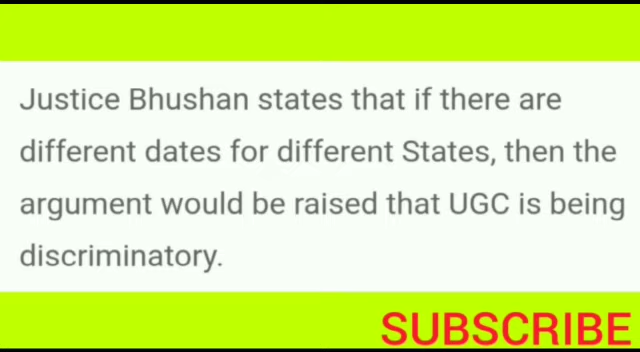 Justice Bhushan states that if there are
different dates for different States, then the
argument would be raised that UGC is being
discriminatory.
SUBSCRIBE